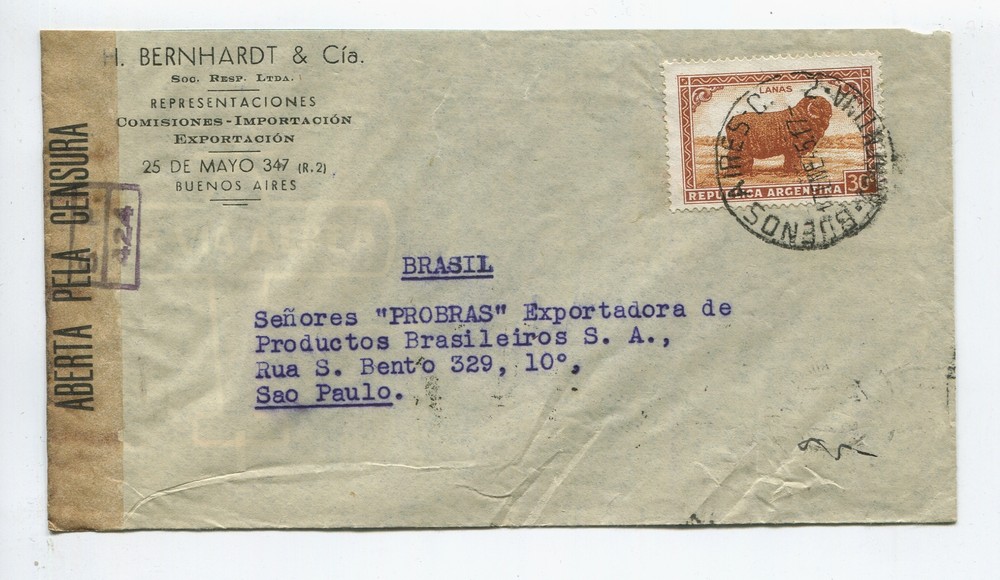 H. BERNHARDT & Cía.
Soc. Resp. Ltda.
REPRESENTACIONES
Comisiones - Importación
Exportación
25 DE MAYO 347 (R. 2)
BUENOS AIRES
LANAS
REPUBLICA ARGENTINA 30c
BUENOS AIRES
ABERTA PELA CENSURA
424
BRASIL
Señores "PROBRAS" Exportadora de
Productos Brasileiros S. A.,
Rua S. Bento 329, 10°,
Sao Paulo.